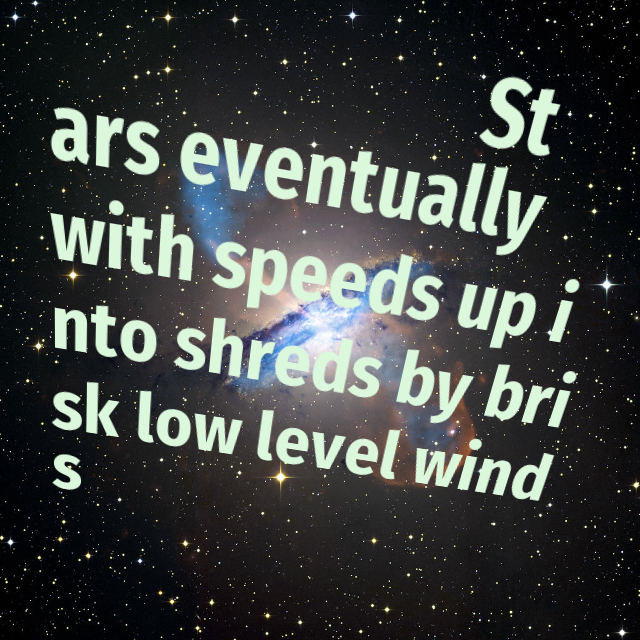 St
ars eventually
with speeds up i
nto shreds by bri
sk low level wind
s